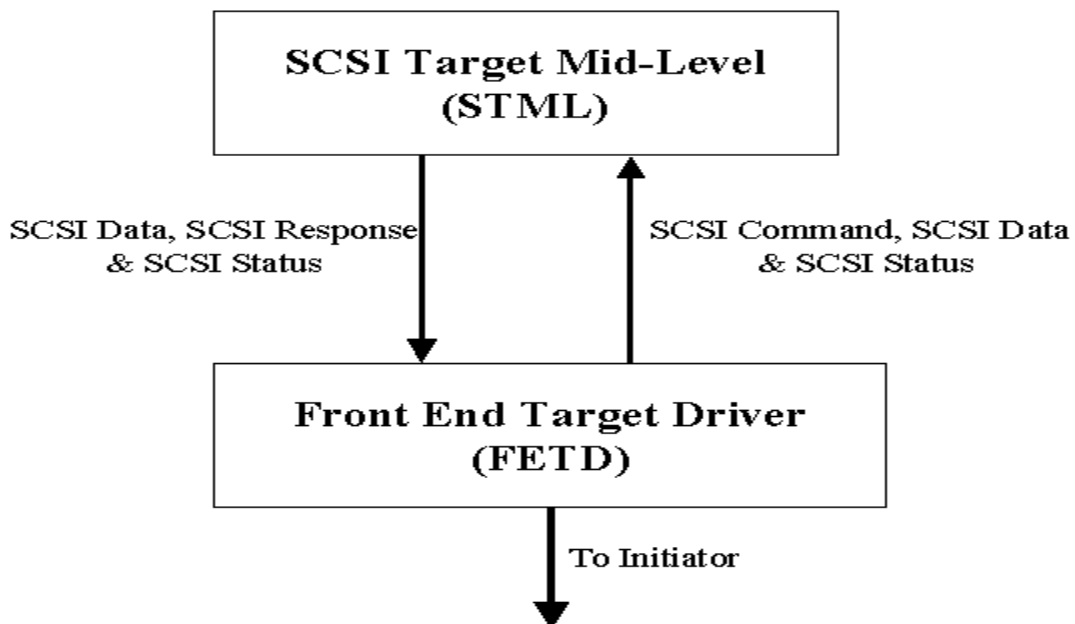 SCSI Target Mid-Level
(STML)
SCSI Data, SCSI Response
& SCSI Status
SCSI Command, SCSI Data
& SCSI Status
Front End Target Driver
(FETD)
To Initiator